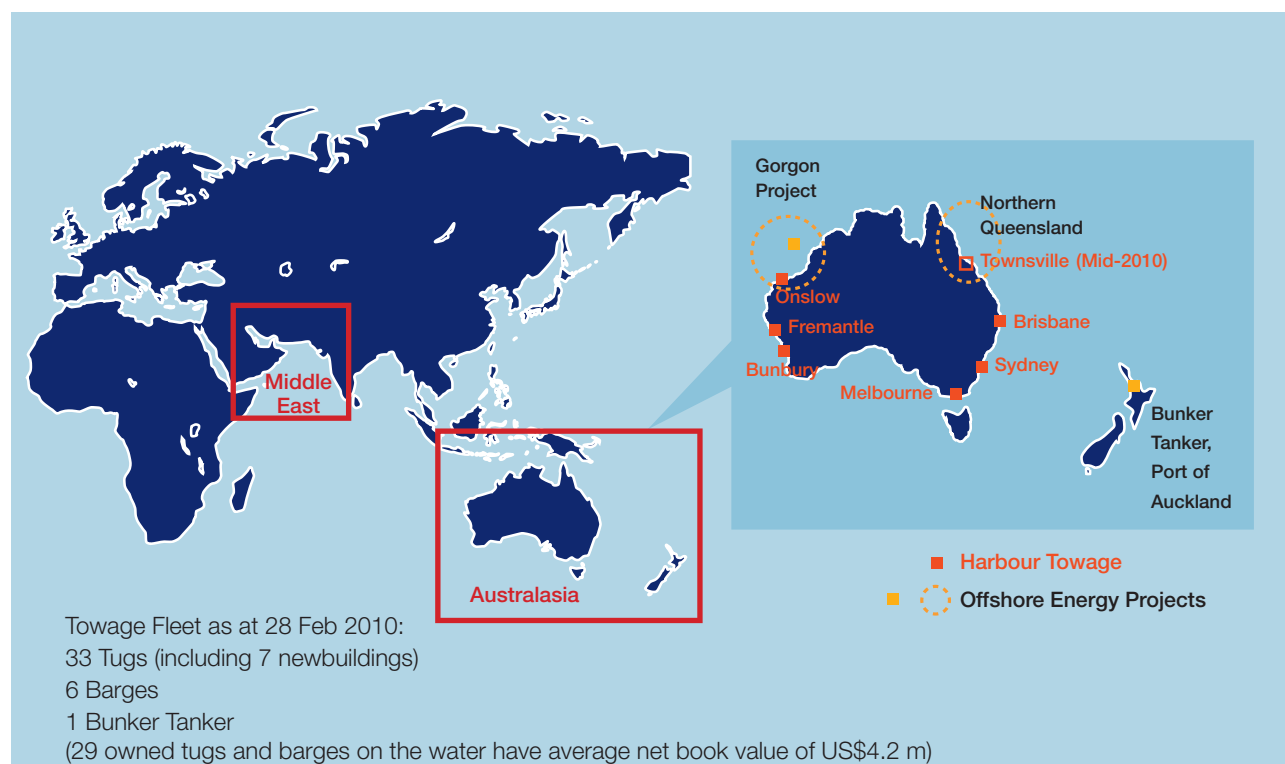 Middle
East
Australasia
Gorgon
Project
Northern
Queensland
Townsville (Mid-2010)
Onslow
Fremantle
Brisbane
Bunbury
Sydney
Melbourne
Bunker
Tanker,
Port of
Auckland
Harbour Towage
Offshore Energy Projects
Towage Fleet as at 28 Feb 2010:
33 Tugs (including 7 newbuildings)
6 Barges
1 Bunker Tanker
(29 owned tugs and barges on the water have average net book value of US$4.2 m)